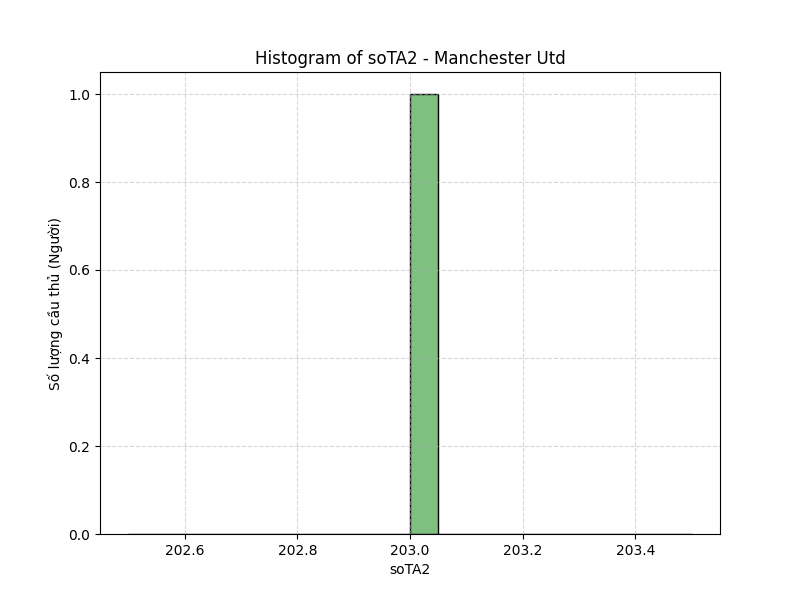 Histogram of soTA2 - Manchester Utd
Số lượng cầu thủ (Người)
1.0
0.8
0.6
0.4
0.2
0.0
202.6 202.8 203.0 203.2 203.4
soTA2